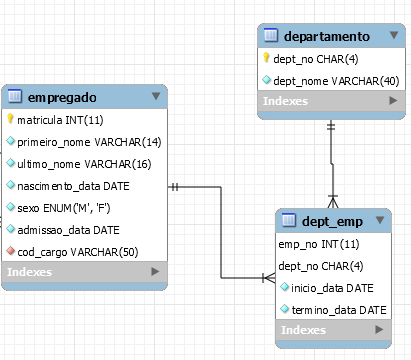 departamento
dept_no CHAR(4)
dept_nome VARCHAR(40)
Indexes
empregado
matricula INT(11)
primeiro_nome VARCHAR(14)
ultimo_nome VARCHAR(16)
nascimento_data DATE
sexo ENUM('M', 'F')
admissao_data DATE
cod_cargo VARCHAR(50)
Indexes
dept_emp
emp_no INT(11)
dept_no CHAR(4)
inicio_data DATE
termino_data DATE
Indexes